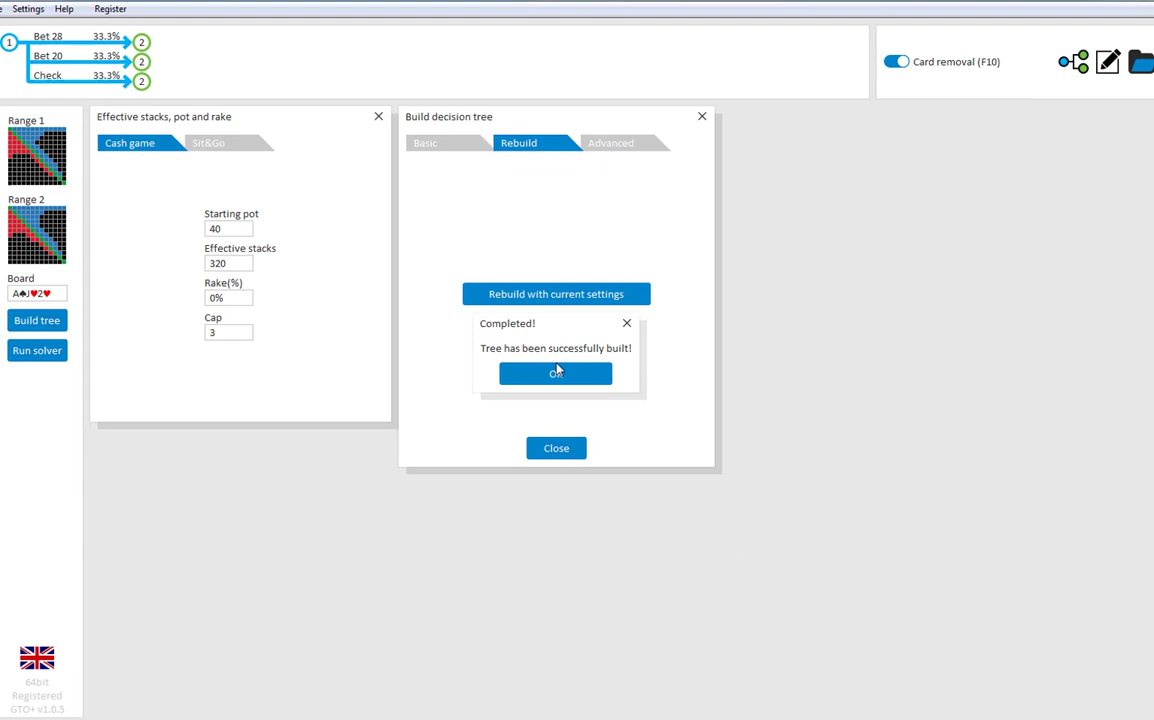 Settings Help Register
Bet 28 33.3% 2
1
Bet 20 33.3% 2
Check 33.3% 2
Card removal (F10)
Range 1
Range 2
Board
A♠J♥2♥
Build tree
Run solver
Effective stacks, pot and rake
Cash game Sit&Go
Starting pot
40
Effective stacks
320
Rake(%)
0%
Cap
3
Build decision tree
Basic Rebuild Advanced
Rebuild with current settings
Completed!
Tree has been successfully built!
Close
64bit
Registered
GTO+ v1.0.5